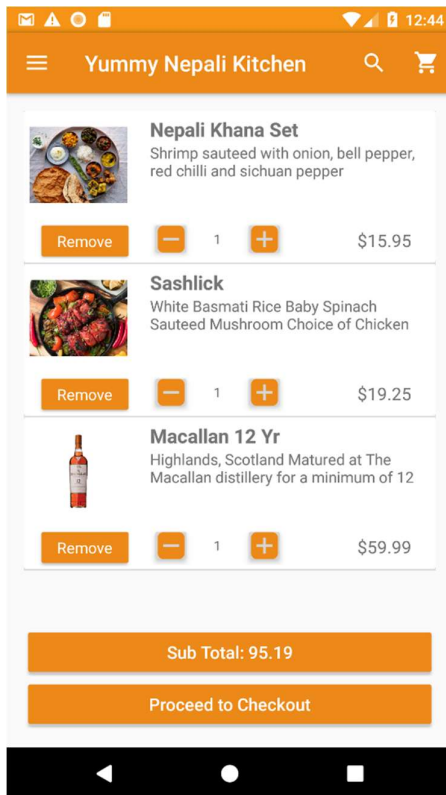 12:44
Yummy Nepali Kitchen
Nepali Khana Set
Shrimp sauteed with onion, bell pepper,
red chilli and sichuan pepper
Remove
1
$15.95
Sashlick
White Basmati Rice Baby Spinach
Sauteed Mushroom Choice of Chicken
Remove
1
$19.25
Macallan 12 Yr
Highlands, Scotland Matured at The
Macallan distillery for a minimum of 12
Remove
1
$59.99
Sub Total: 95.19
Proceed to Checkout